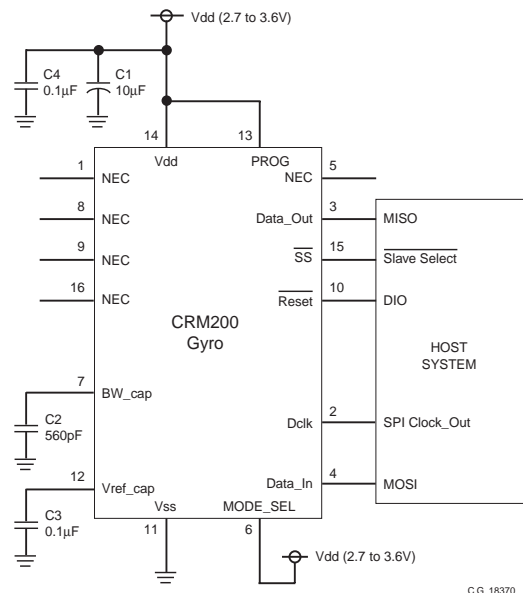 Vdd (2.7 to 3.6V)
C4
0.1µF
C1
10µF
14
13
Vdd
PROG
1
NEC
NEC
5
8
NEC
Data_Out
3
MISO
9
NEC
SS
15
Slave Select
16
NEC
Reset
10
DIO
CRM200
Gyro
HOST
SYSTEM
7
BW_cap
C2
560pF
Dclk
2
SPI Clock_Out
12
Vref_cap
C3
0.1µF
Data_In
4
MOSI
Vss
MODE_SEL
11
6
Vdd (2.7 to 3.6V)
C.G. 18370